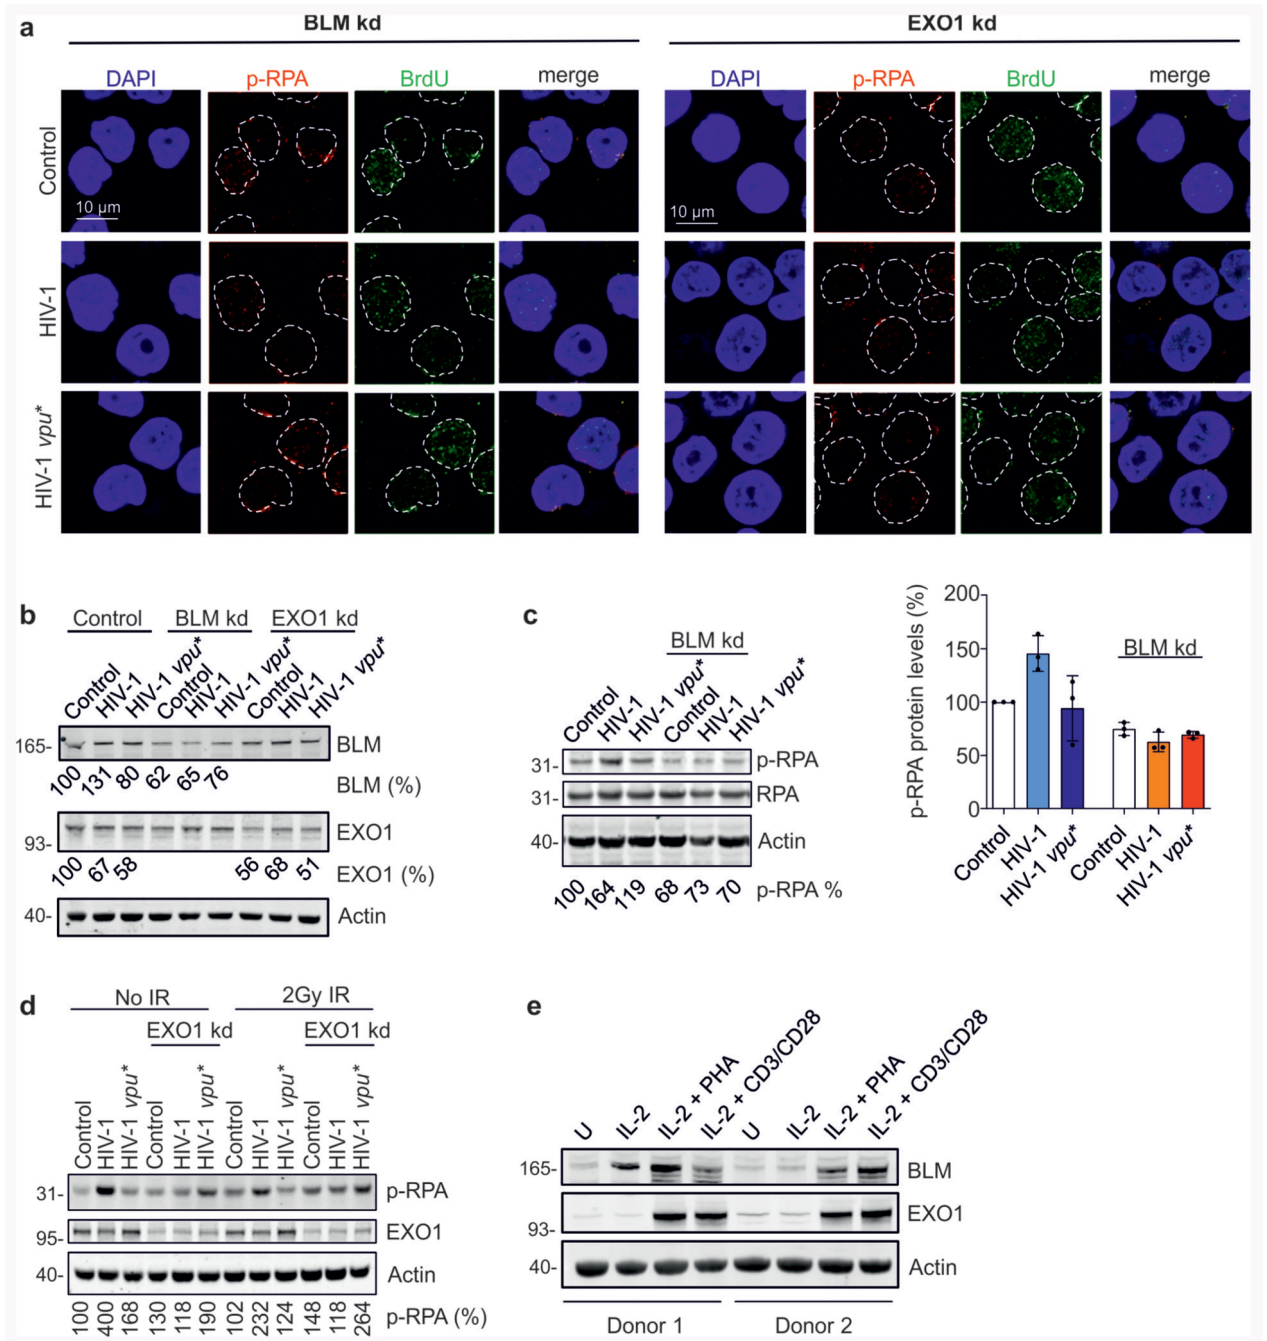 a
BLM kd
EXO1 kd
DAPI p-RPA BrdU merge DAPI p-RPA BrdU merge
Control
10 µm
10 µm
HIV-1
HIV-1 vpu*
b
Control BLM kd EXO1 kd
Control HIV-1 HIV-1 vpu* Control HIV-1 HIV-1 vpu* Control HIV-1 HIV-1 vpu*
165- BLM
100 131 80 62 65 76 BLM (%)
93- EXO1
100 67 58 56 68 51 EXO1 (%)
40- Actin
c
BLM kd
Control HIV-1 HIV-1 vpu* Control HIV-1 HIV-1 vpu*
31- p-RPA
31- RPA
40- Actin
100 164 119 68 73 70 p-RPA %
p-RPA protein levels (%)
200
150
100
50
0
BLM kd
Control HIV-1 HIV-1 vpu* Control HIV-1 HIV-1 vpu*
d
No IR 2Gy IR
EXO1 kd EXO1 kd
Control HIV-1 HIV-1 vpu* Control HIV-1 HIV-1 vpu* Control HIV-1 HIV-1 vpu* Control HIV-1 HIV-1 vpu*
31- p-RPA
95- EXO1
40- Actin
100 400 168 130 118 190 102 232 124 148 118 264 p-RPA (%)
e
U IL-2 IL-2 + PHA IL-2 + CD3/CD28 U IL-2 IL-2 + PHA IL-2 + CD3/CD28
165- BLM
93- EXO1
40- Actin
Donor 1 Donor 2